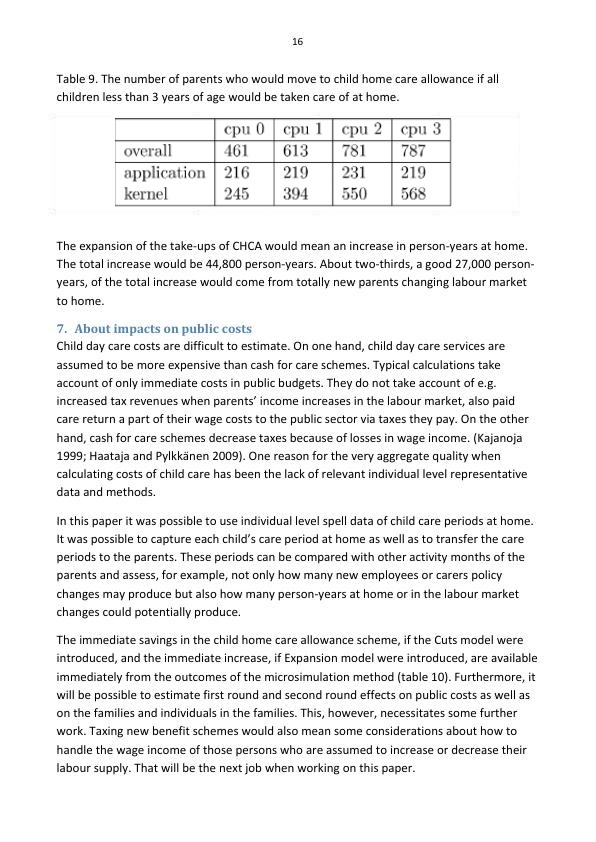 16
Table 9. The number of parents who would move to child home care allowance if all
children less than 3 years of age would be taken care of at home.
cpu 0 cpu 1 cpu 2 cpu 3
overall 461 613 781 787
application 216 219 231 219
kernel 245 394 550 568
The expansion of the take-ups of CHCA would mean an increase in person-years at home.
The total increase would be 44,800 person-years. About two-thirds, a good 27,000 person-
years, of the total increase would come from totally new parents changing labour market
to home.
7. About impacts on public costs
Child day care costs are difficult to estimate. On one hand, child day care services are
assumed to be more expensive than cash for care schemes. Typical calculations take
account of only immediate costs in public budgets. They do not take account of e.g.
increased tax revenues when parents’ income increases in the labour market, also paid
care return a part of their wage costs to the public sector via taxes they pay. On the other
hand, cash for care schemes decrease taxes because of losses in wage income. (Kajanoja
1999; Haataja and Pylkkänen 2009). One reason for the very aggregate quality when
calculating costs of child care has been the lack of relevant individual level representative
data and methods.
In this paper it was possible to use individual level spell data of child care periods at home.
It was possible to capture each child’s care period at home as well as to transfer the care
periods to the parents. These periods can be compared with other activity months of the
parents and assess, for example, not only how many new employees or carers policy
changes may produce but also how many person-years at home or in the labour market
changes could potentially produce.
The immediate savings in the child home care allowance scheme, if the Cuts model were
introduced, and the immediate increase, if Expansion model were introduced, are available
immediately from the outcomes of the microsimulation method (table 10). Furthermore, it
will be possible to estimate first round and second round effects on public costs as well as
on the families and individuals in the families. This, however, necessitates some further
work. Taxing new benefit schemes would also mean some considerations about how to
handle the wage income of those persons who are assumed to increase or decrease their
labour supply. That will be the next job when working on this paper.